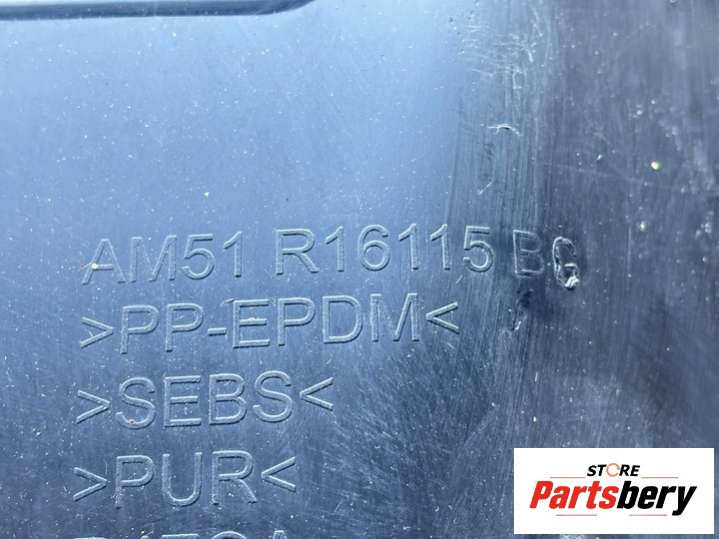 AM51 R16115 BG
>PP-EPDM<
>SEBS<
>PUR<
STORE
Partsbery